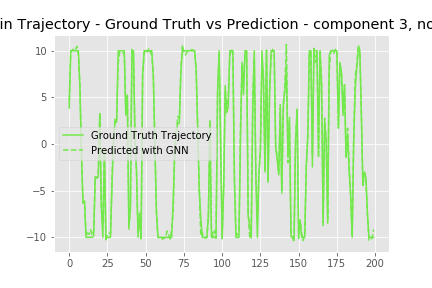 in Trajectory - Ground Truth vs Prediction - component 3, no
10
5
0
−5
−10
Ground Truth Trajectory
Predicted with GNN
0 25 50 75 100 125 150 175 200